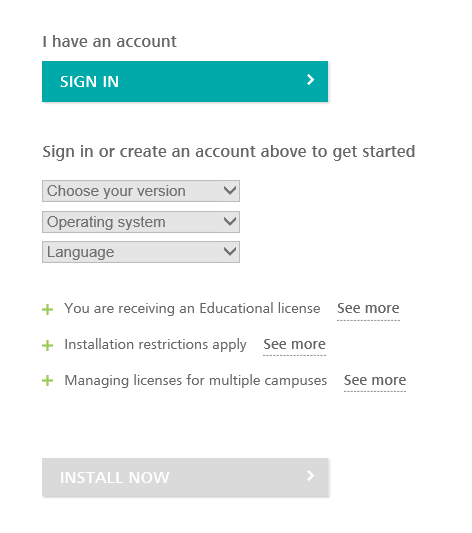 I have an account
SIGN IN
Sign in or create an account above to get started
Choose your version
Operating system
Language
You are receiving an Educational license See more
Installation restrictions apply See more
Managing licenses for multiple campuses See more
INSTALL NOW